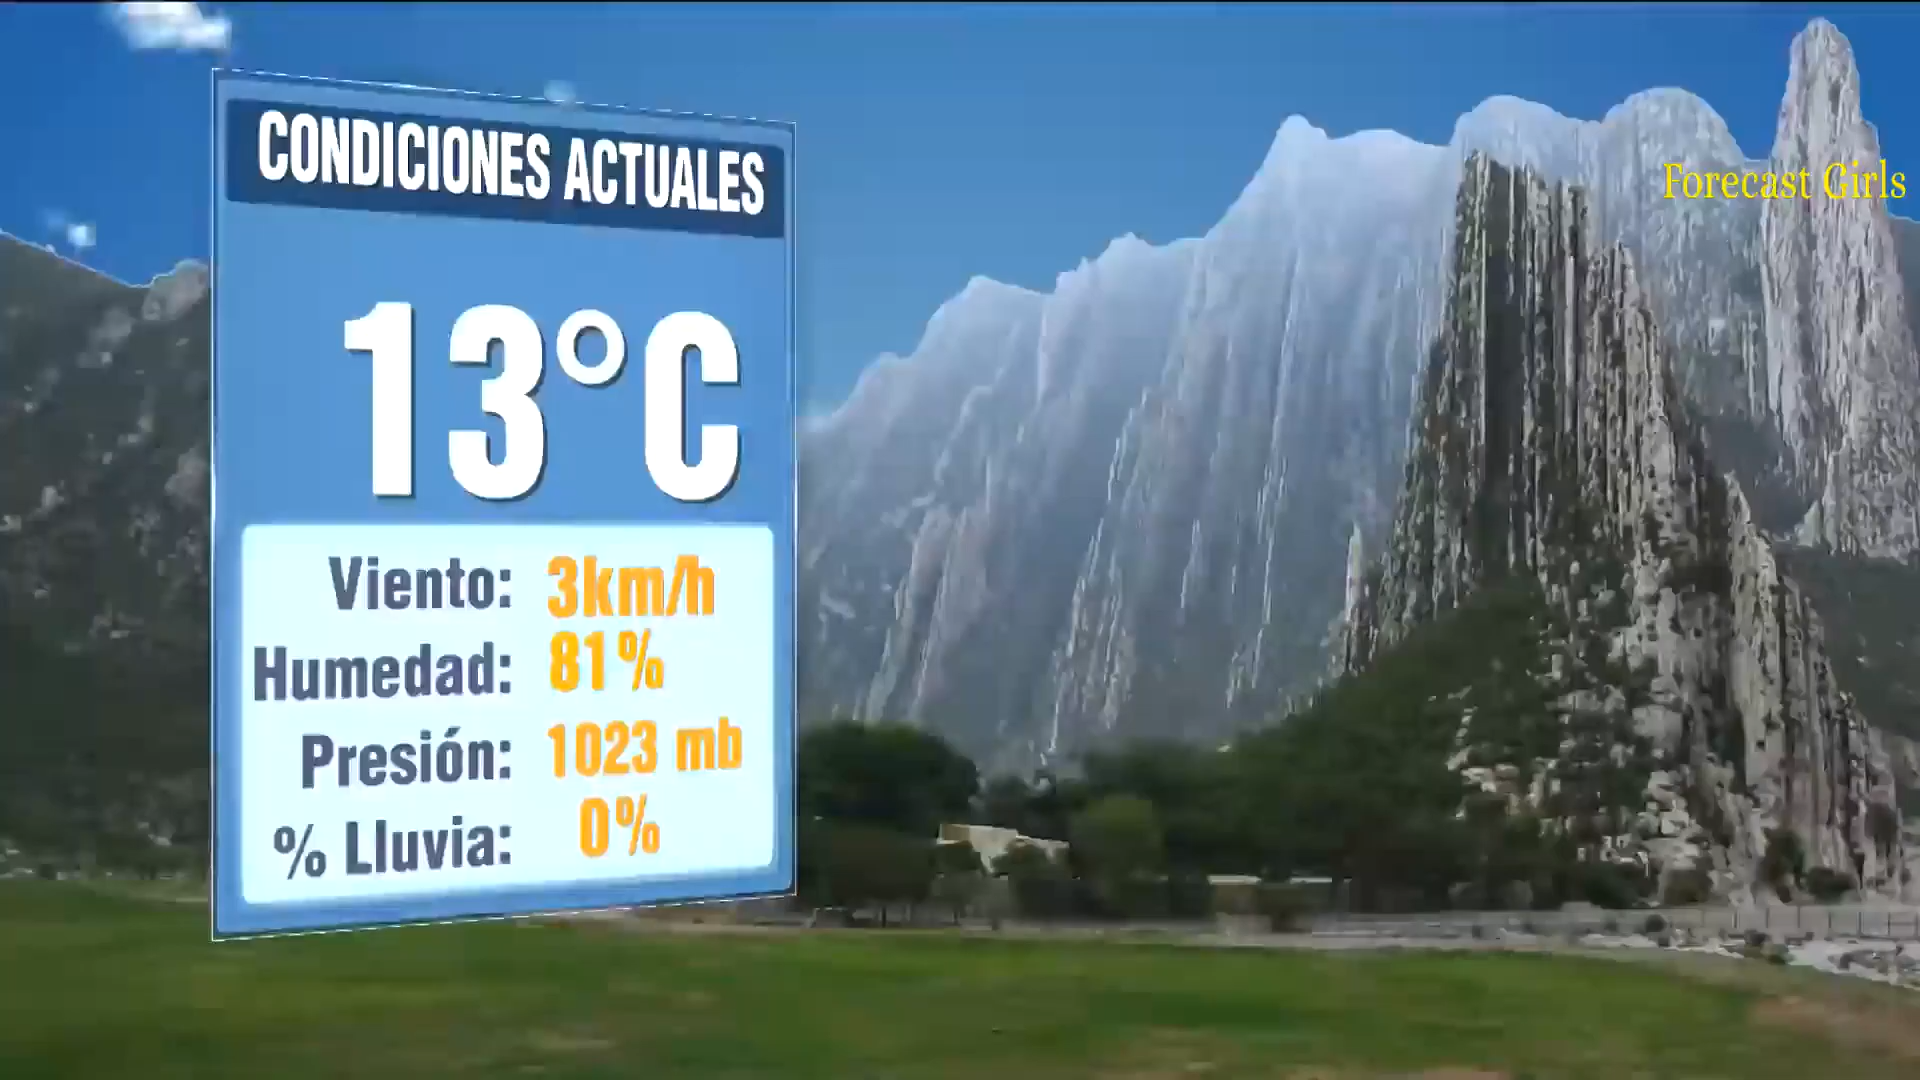 CONDICIONES ACTUALES
Forecast Girls
13°C
Viento: 3km/h
Humedad: 81%
Presión: 1023 mb
% Lluvia: 0%